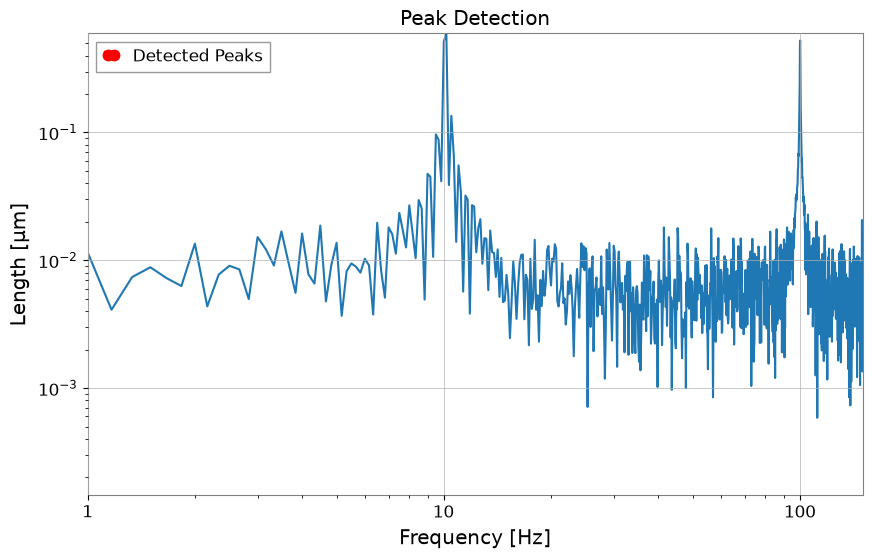 Peak Detection
Detected Peaks
Length [µm]
10⁻¹
10⁻²
10⁻³
1
10
100
Frequency [Hz]